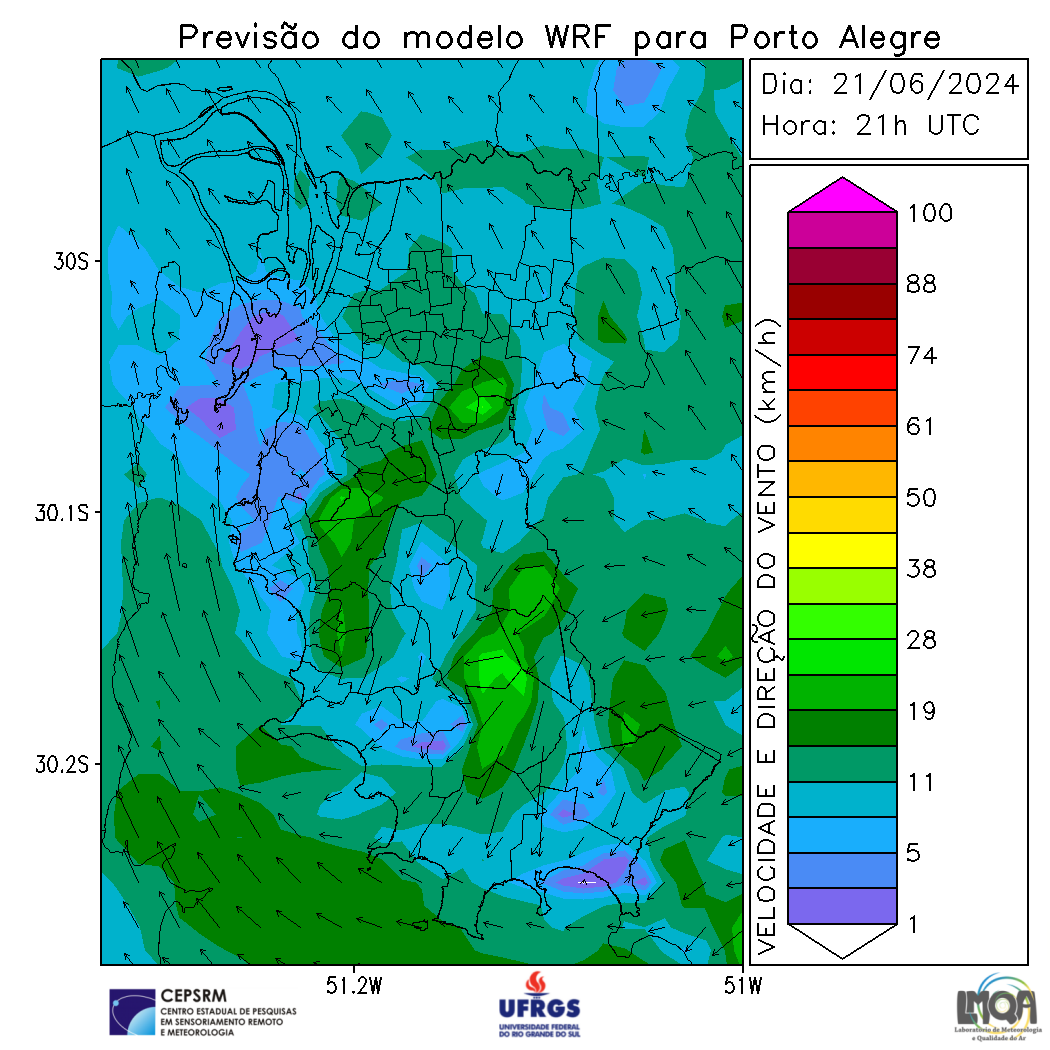 Previsão do modelo WRF para Porto Alegre
Dia: 21/06/2024
Hora: 21h UTC
30S
30.1S
30.2S
51.2W
51W
VELOCIDADE E DIREÇÃO DO VENTO (km/h)
100
88
74
61
50
38
28
19
11
5
1
CEPSRM
CENTRO ESTADUAL DE PESQUISAS
EM SENSORIAMENTO REMOTO
E METEOROLOGIA
UFRGS
UNIVERSIDADE FEDERAL
DO RIO GRANDE DO SUL
LMQA
Laboratório de Meteorologia
e Qualidade do Ar